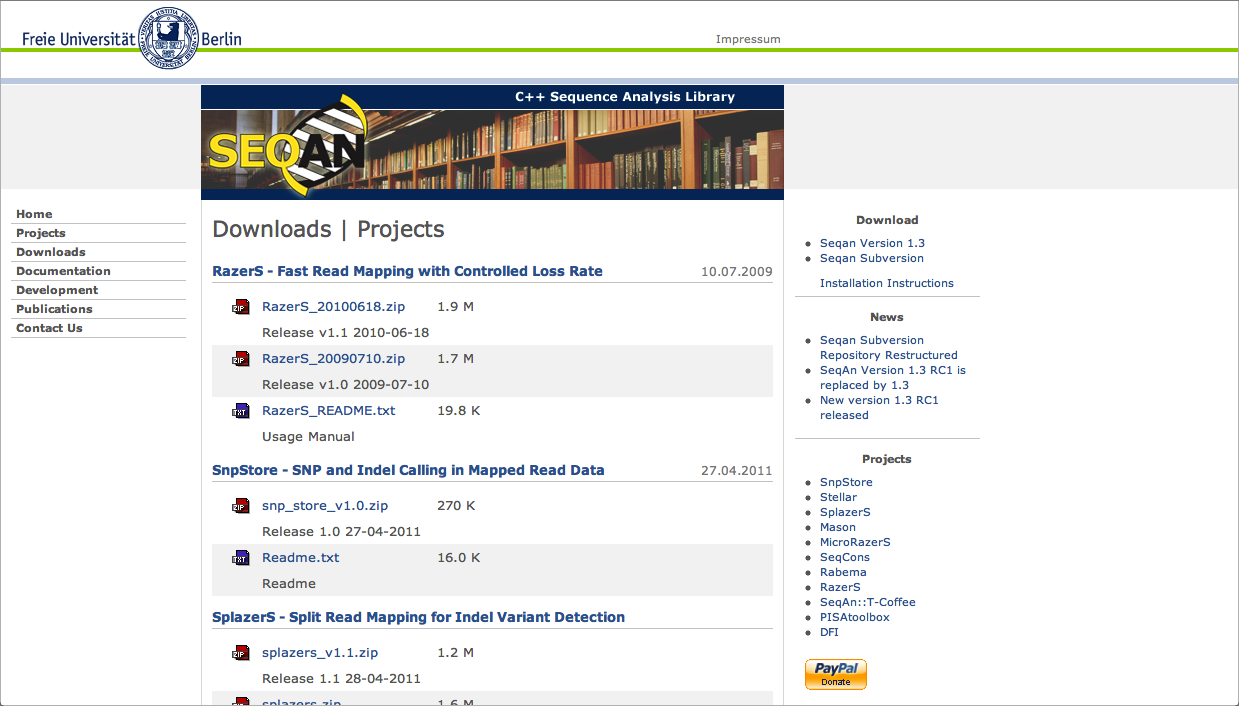 Freie Universität Berlin
Impressum
C++ Sequence Analysis Library
SEQAN
Home
Projects
Downloads
Documentation
Development
Publications
Contact Us
Downloads | Projects
RazerS - Fast Read Mapping with Controlled Loss Rate 10.07.2009
ZIP RazerS_20100618.zip 1.9 M
Release v1.1 2010-06-18
ZIP RazerS_20090710.zip 1.7 M
Release v1.0 2009-07-10
TXT RazerS_README.txt 19.8 K
Usage Manual
SnpStore - SNP and Indel Calling in Mapped Read Data 27.04.2011
ZIP snp_store_v1.0.zip 270 K
Release 1.0 27-04-2011
TXT Readme.txt 16.0 K
Readme
SplazerS - Split Read Mapping for Indel Variant Detection
ZIP splazers_v1.1.zip 1.2 M
Release 1.1 28-04-2011
splazers.zip 1.6 M
Download
Seqan Version 1.3
Seqan Subversion
Installation Instructions
News
Seqan Subversion
Repository Restructured
SeqAn Version 1.3 RC1 is
replaced by 1.3
New version 1.3 RC1
released
Projects
SnpStore
Stellar
SplazerS
Mason
MicroRazerS
SeqCons
Rabema
RazerS
SeqAn::T-Coffee
PISAtoolbox
DFI
PayPal
Donate